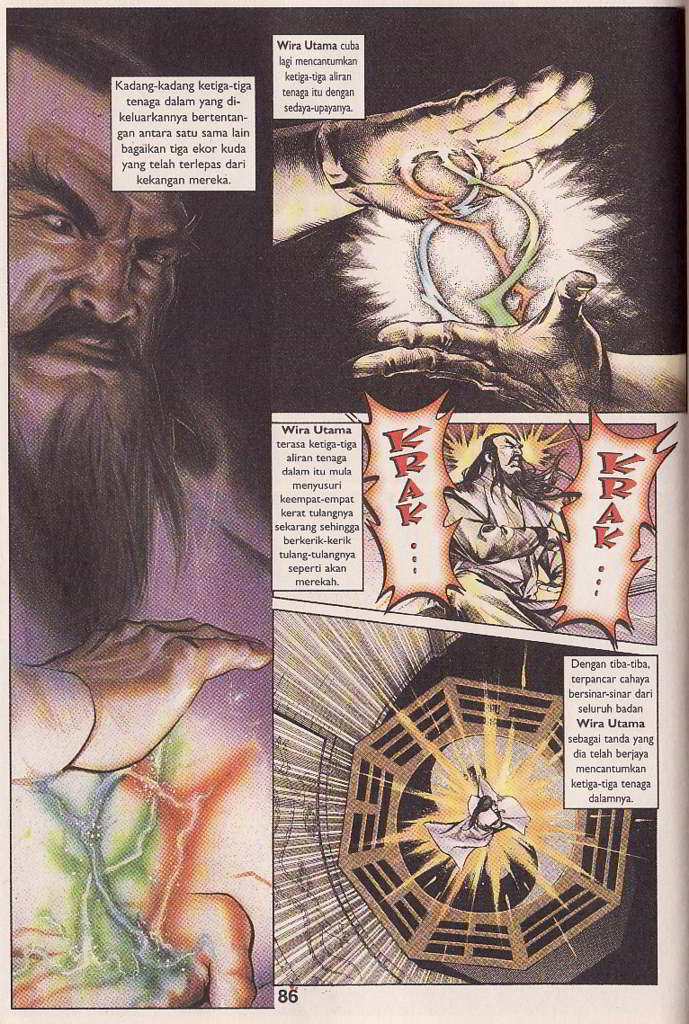 Kadang-kadang ketiga-tiga
tenaga dalam yang di-
keluarkannya bertentan-
gan antara satu sama lain
bagaikan tiga ekor kuda
yang telah terlepas dari
kekangan mereka.
Wira Utama cuba
lagi mencantumkan
ketiga-tiga aliran
tenaga itu dengan
sedaya-upayanya.
Wira Utama
terasa ketiga-tiga
aliran tenaga
dalam itu mula
menyusuri
keempat-empat
kerat tulangnya
sekarang sehingga
berkerik-kerik
tulang-tulangnya
seperti akan
merekah.
KRAK...
KRAK...
Dengan tiba-tiba,
terpancar cahaya
bersinar-sinar dari
seluruh badan
Wira Utama
sebagai tanda yang
dia telah berjaya
mencantumkan
ketiga-tiga tenaga
dalamnya.
86